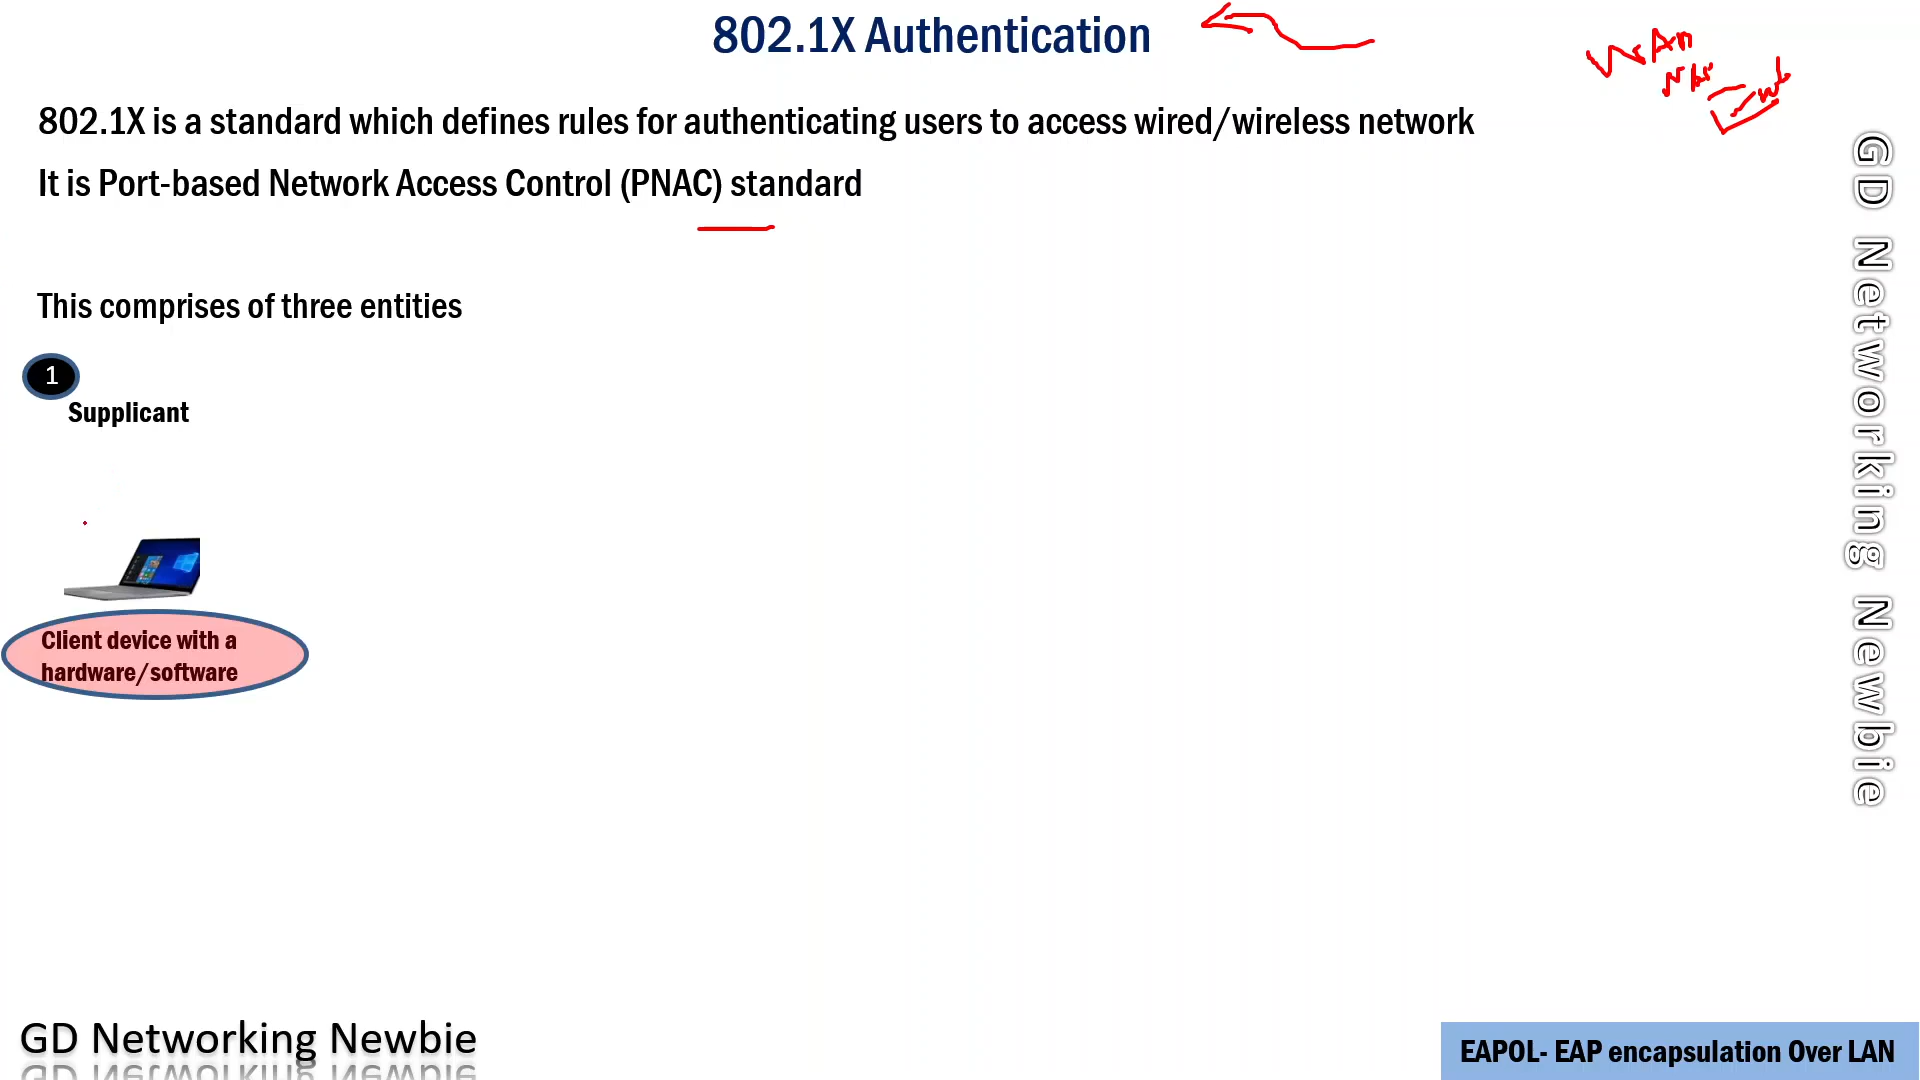 802.1X Authentication
802.1X is a standard which defines rules for authenticating users to access wired/wireless network
It is Port-based Network Access Control (PNAC) standard
This comprises of three entities
1
Supplicant
Client device with a
hardware/software
GD Networking Newbie
GD Networking Newbie
EAPOL- EAP encapsulation Over LAN